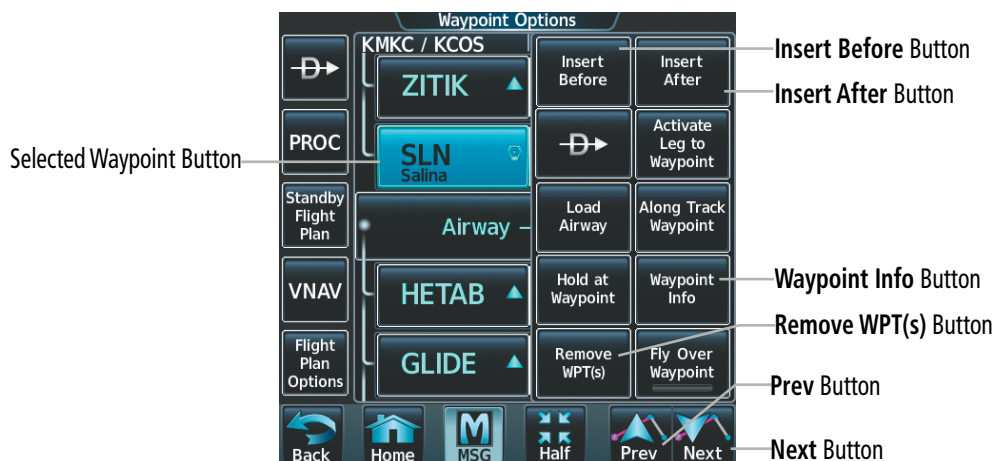 Waypoint Options
KMKC / KCOS
ZITIK
Insert
Before
Insert
After
Insert Before Button
Insert After Button
PROC
Selected Waypoint Button
SLN
Salina
D
D
Activate
Leg to
Waypoint
Standby
Flight
Plan
Airway
Load
Airway
Along Track
Waypoint
VNAV
HETAB
Hold at
Waypoint
Waypoint
Info
Waypoint Info Button
Remove WPT(s) Button
Flight
Plan
Options
GLIDE
Remove
WPT(s)
Fly Over
Waypoint
Prev Button
Back
Home
M
MSG
Half
Prev
Next
Next Button